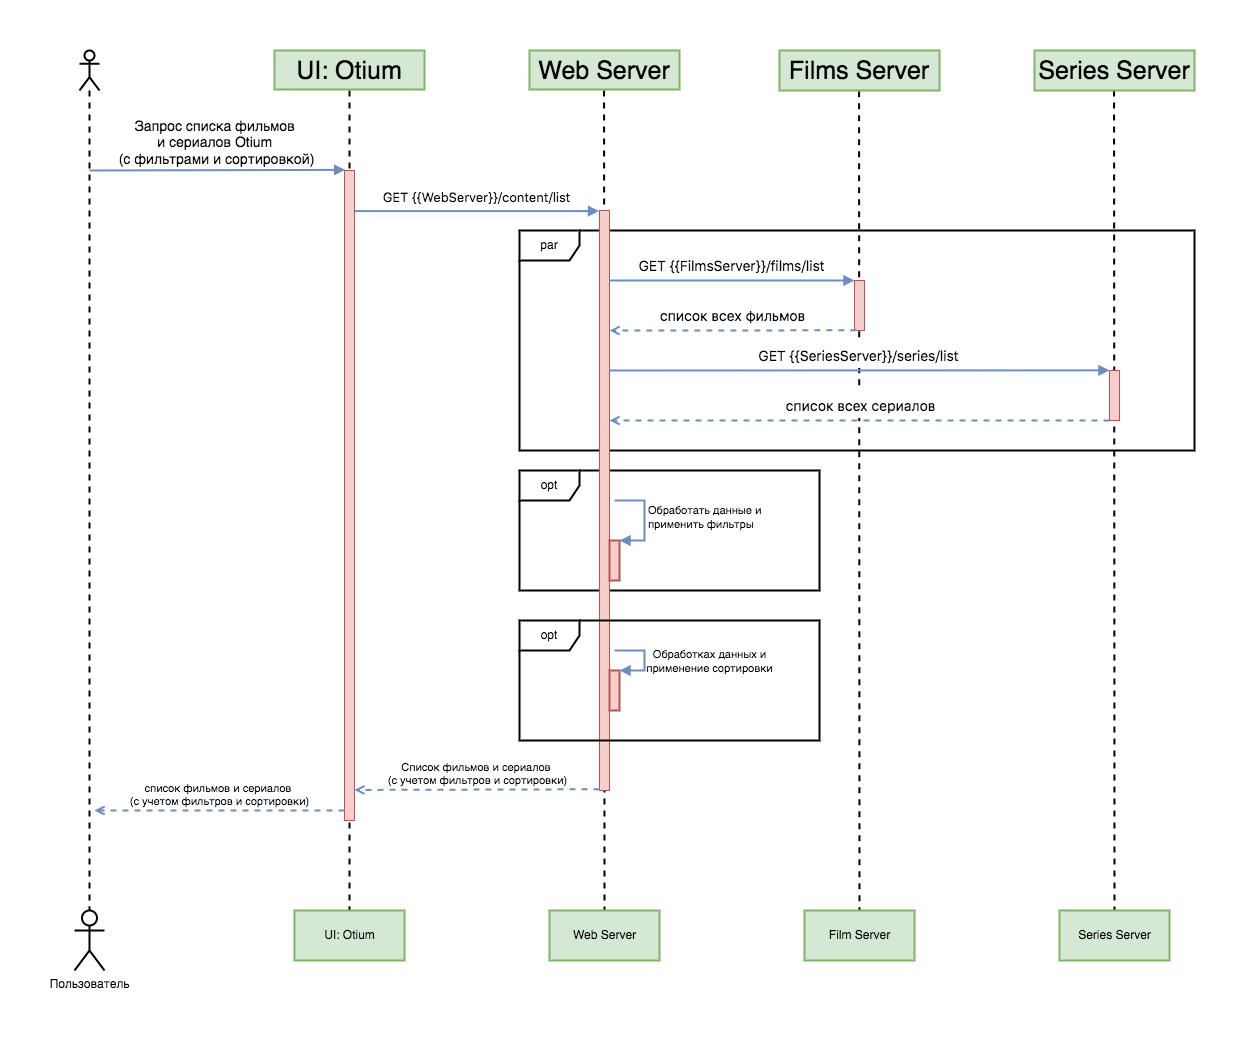 UI: Otium
Web Server
Films Server
Series Server
Запрос списка фильмов
и сериалов Otium
(с фильтрами и сортировкой)
GET {{WebServer}}/content/list
par
GET {{FilmsServer}}/films/list
список всех фильмов
GET {{SeriesServer}}/series/list
список всех сериалов
opt
Обработать данные и
применить фильтры
opt
Обработках данных и
применение сортировки
Список фильмов и сериалов
(с учетом фильтров и сортировки)
список фильмов и сериалов
(с учетом фильтров и сортировки)
UI: Otium
Web Server
Film Server
Series Server
Пользователь